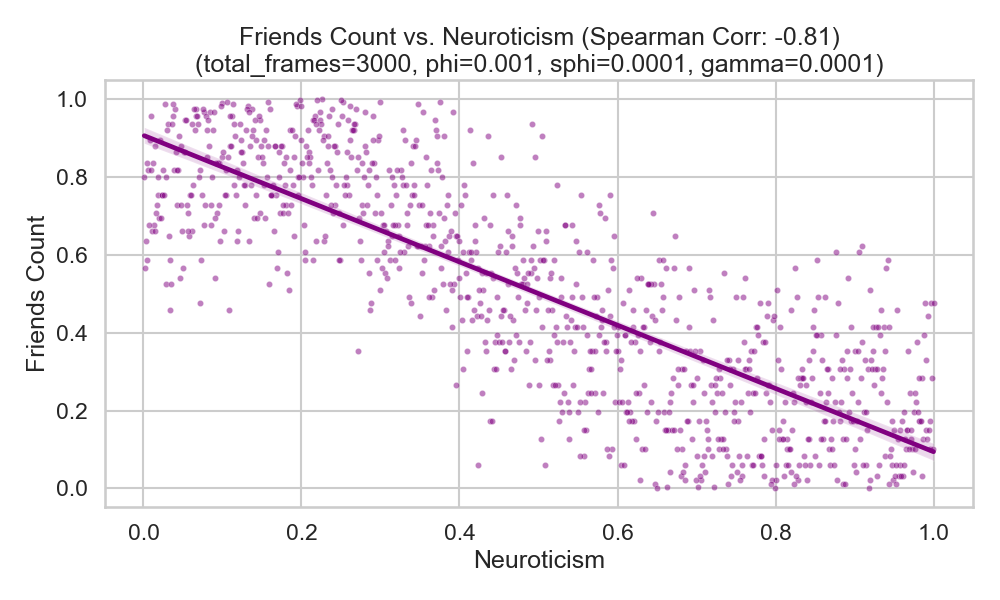 Friends Count vs. Neuroticism (Spearman Corr: -0.81)
(total_frames=3000, phi=0.001, sphi=0.0001, gamma=0.0001)
1.0
0.8
0.6
0.4
0.2
0.0
Friends Count
0.0 0.2 0.4 0.6 0.8 1.0
Neuroticism